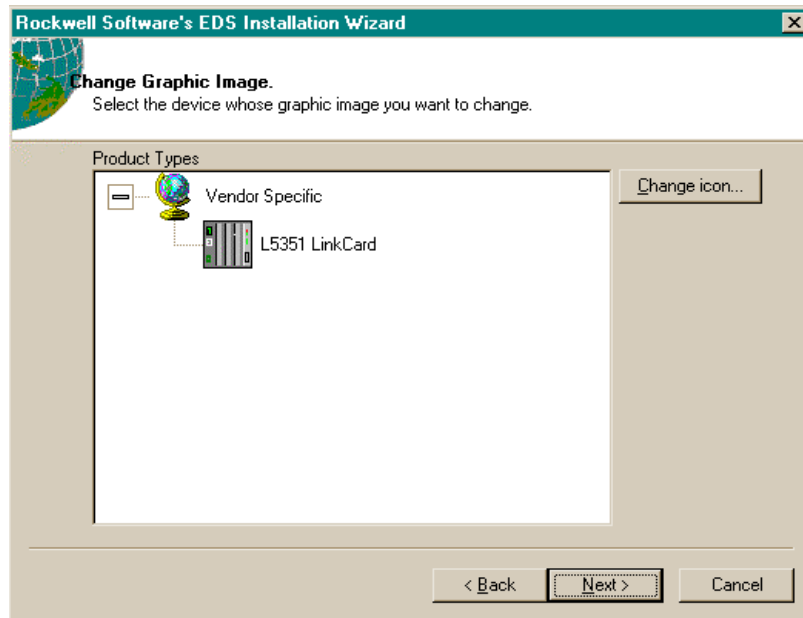 Rockwell Software's EDS Installation Wizard
Change Graphic Image.
Select the device whose graphic image you want to change.
Product Types
Vendor Specific
Change icon...
L5351 LinkCard
< Back
Next >
Cancel